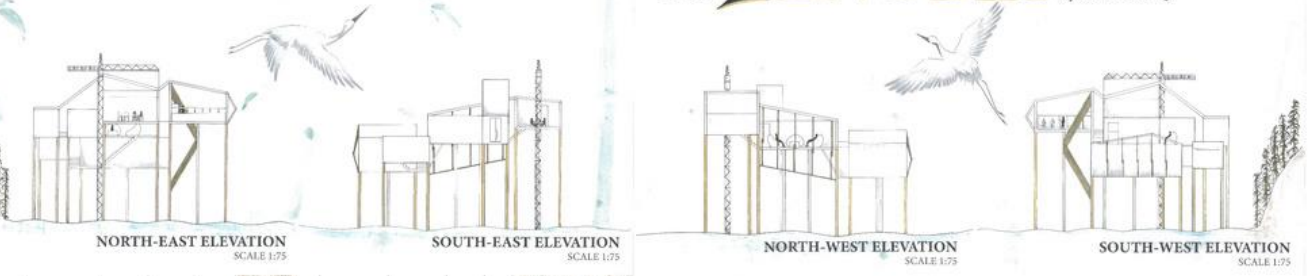 NORTH-EAST ELEVATION
SCALE 1:75
SOUTH-EAST ELEVATION
SCALE 1:75
NORTH-WEST ELEVATION
SCALE 1:75
SOUTH-WEST ELEVATION
SCALE 1:75